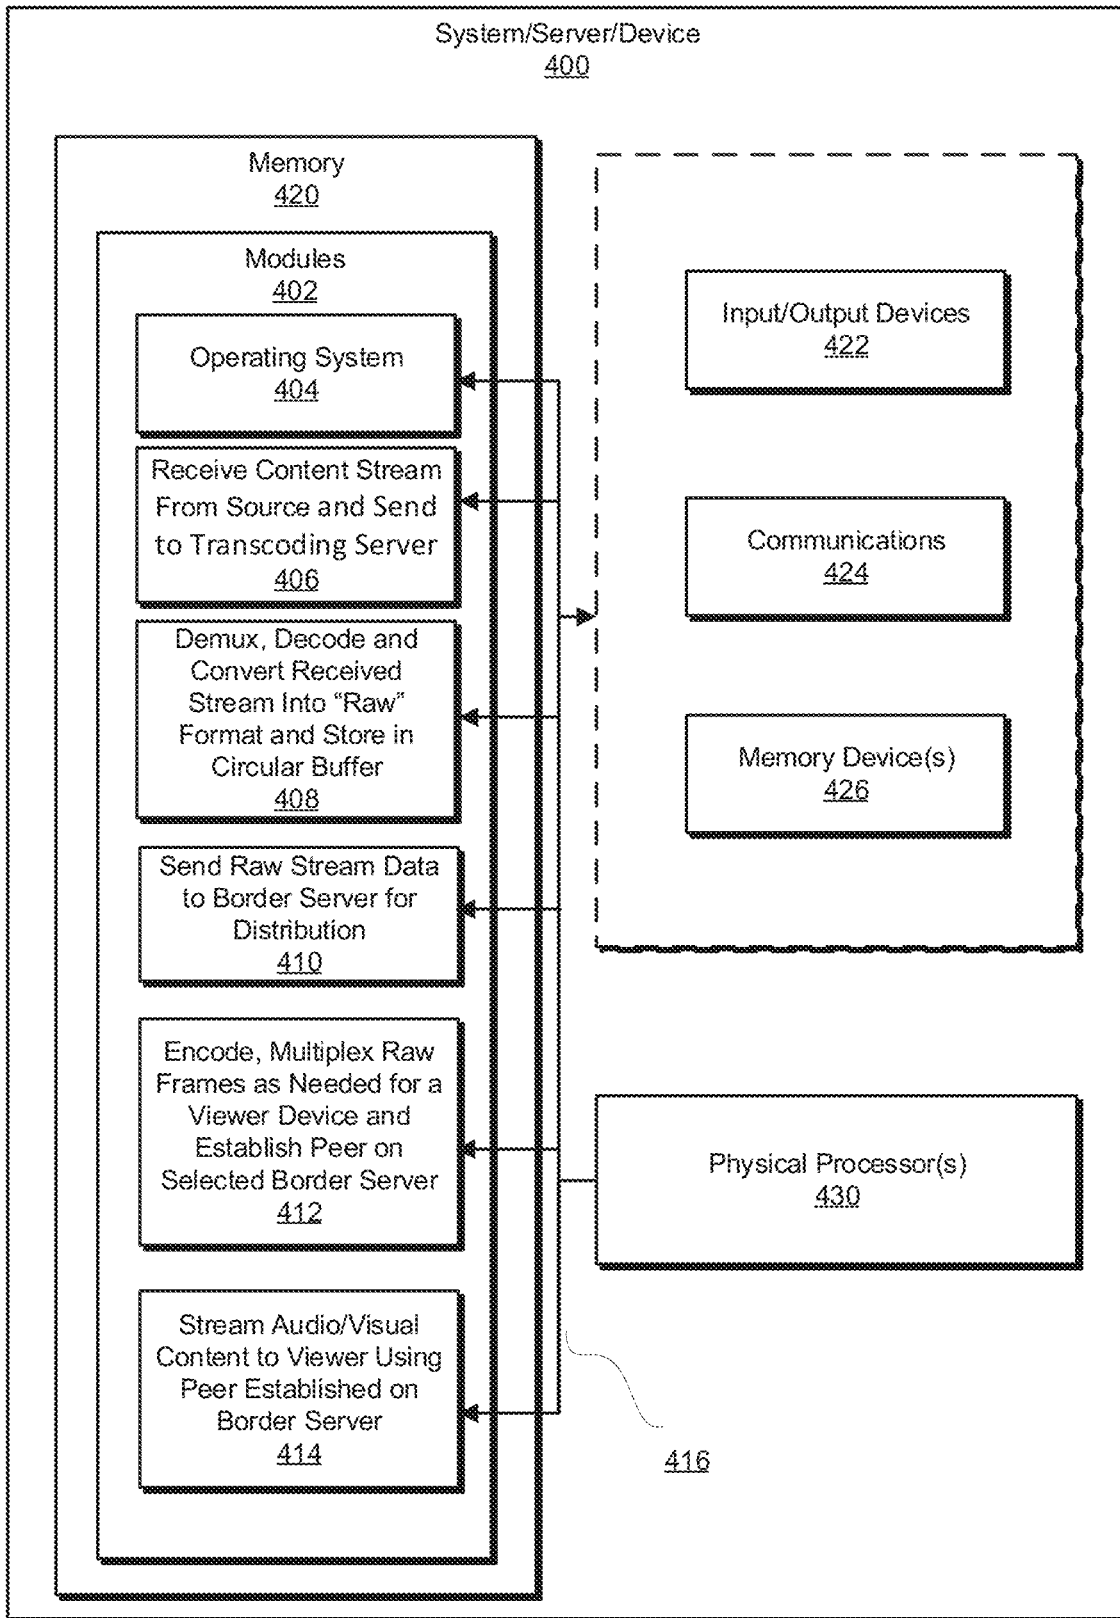 System/Server/Device
400
Memory
420
Modules
402
Operating System
404
Receive Content Stream
From Source and Send
to Transcoding Server
406
Demux, Decode and
Convert Received
Stream Into “Raw”
Format and Store in
Circular Buffer
408
Send Raw Stream Data
to Border Server for
Distribution
410
Encode, Multiplex Raw
Frames as Needed for a
Viewer Device and
Establish Peer on
Selected Border Server
412
Stream Audio/Visual
Content to Viewer Using
Peer Established on
Border Server
414
Input/Output Devices
422
Communications
424
Memory Device(s)
426
Physical Processor(s)
430
416